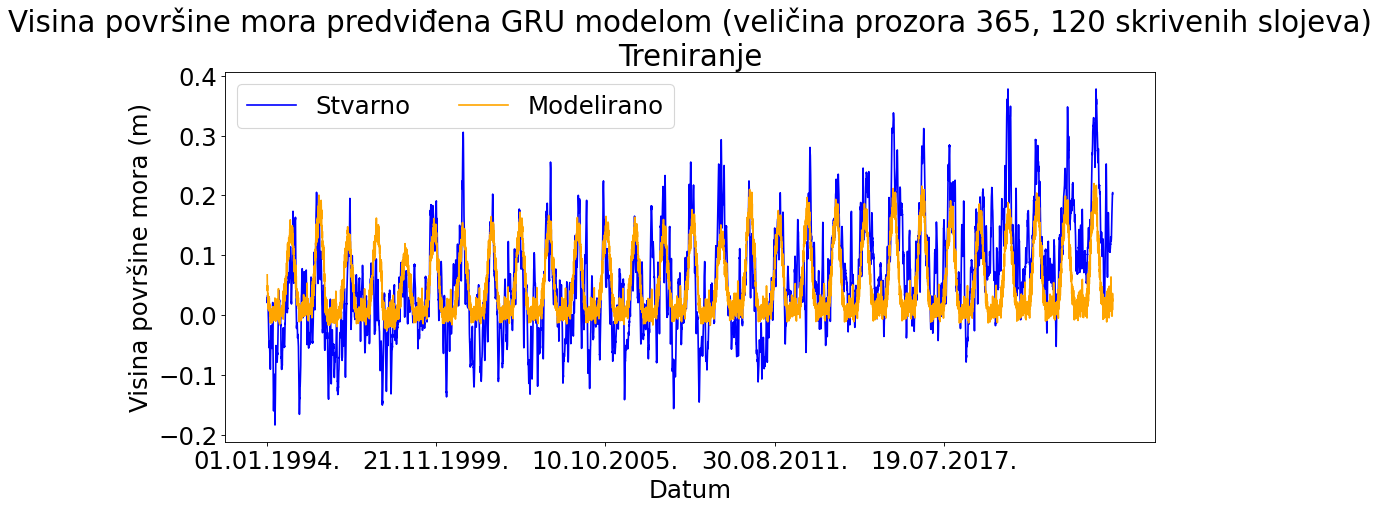 Visina površine mora predviđena GRU modelom (veličina prozora 365, 120 skrivenih slojeva)
Treniranje
Stvarno
Modelirano
Visina površine mora (m)
0.4
0.3
0.2
0.1
0.0
−0.1
−0.2
01.01.1994.
21.11.1999.
10.10.2005.
30.08.2011.
19.07.2017.
Datum